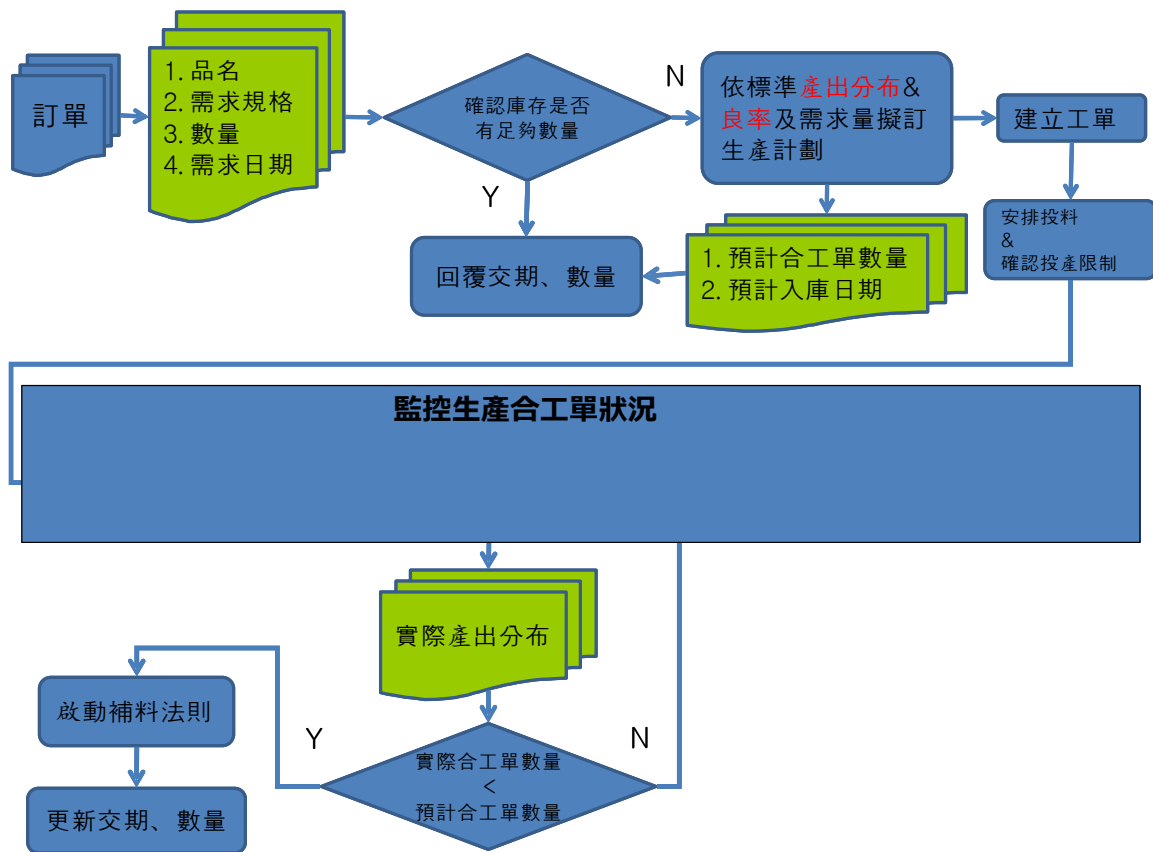 訂單
1. 品名
2. 需求規格
3. 數量
4. 需求日期
確認庫存是否
有足夠數量
N
Y
依標準產出分布&
良率及需求量擬訂
生產計劃
建立工單
安排投料
&
確認投產限制
1. 預計合工單數量
2. 預計入庫日期
回覆交期、數量
監控生產合工單狀況
實際產出分布
實際合工單數量
<
預計合工單數量
Y
N
啟動補料法則
更新交期、數量